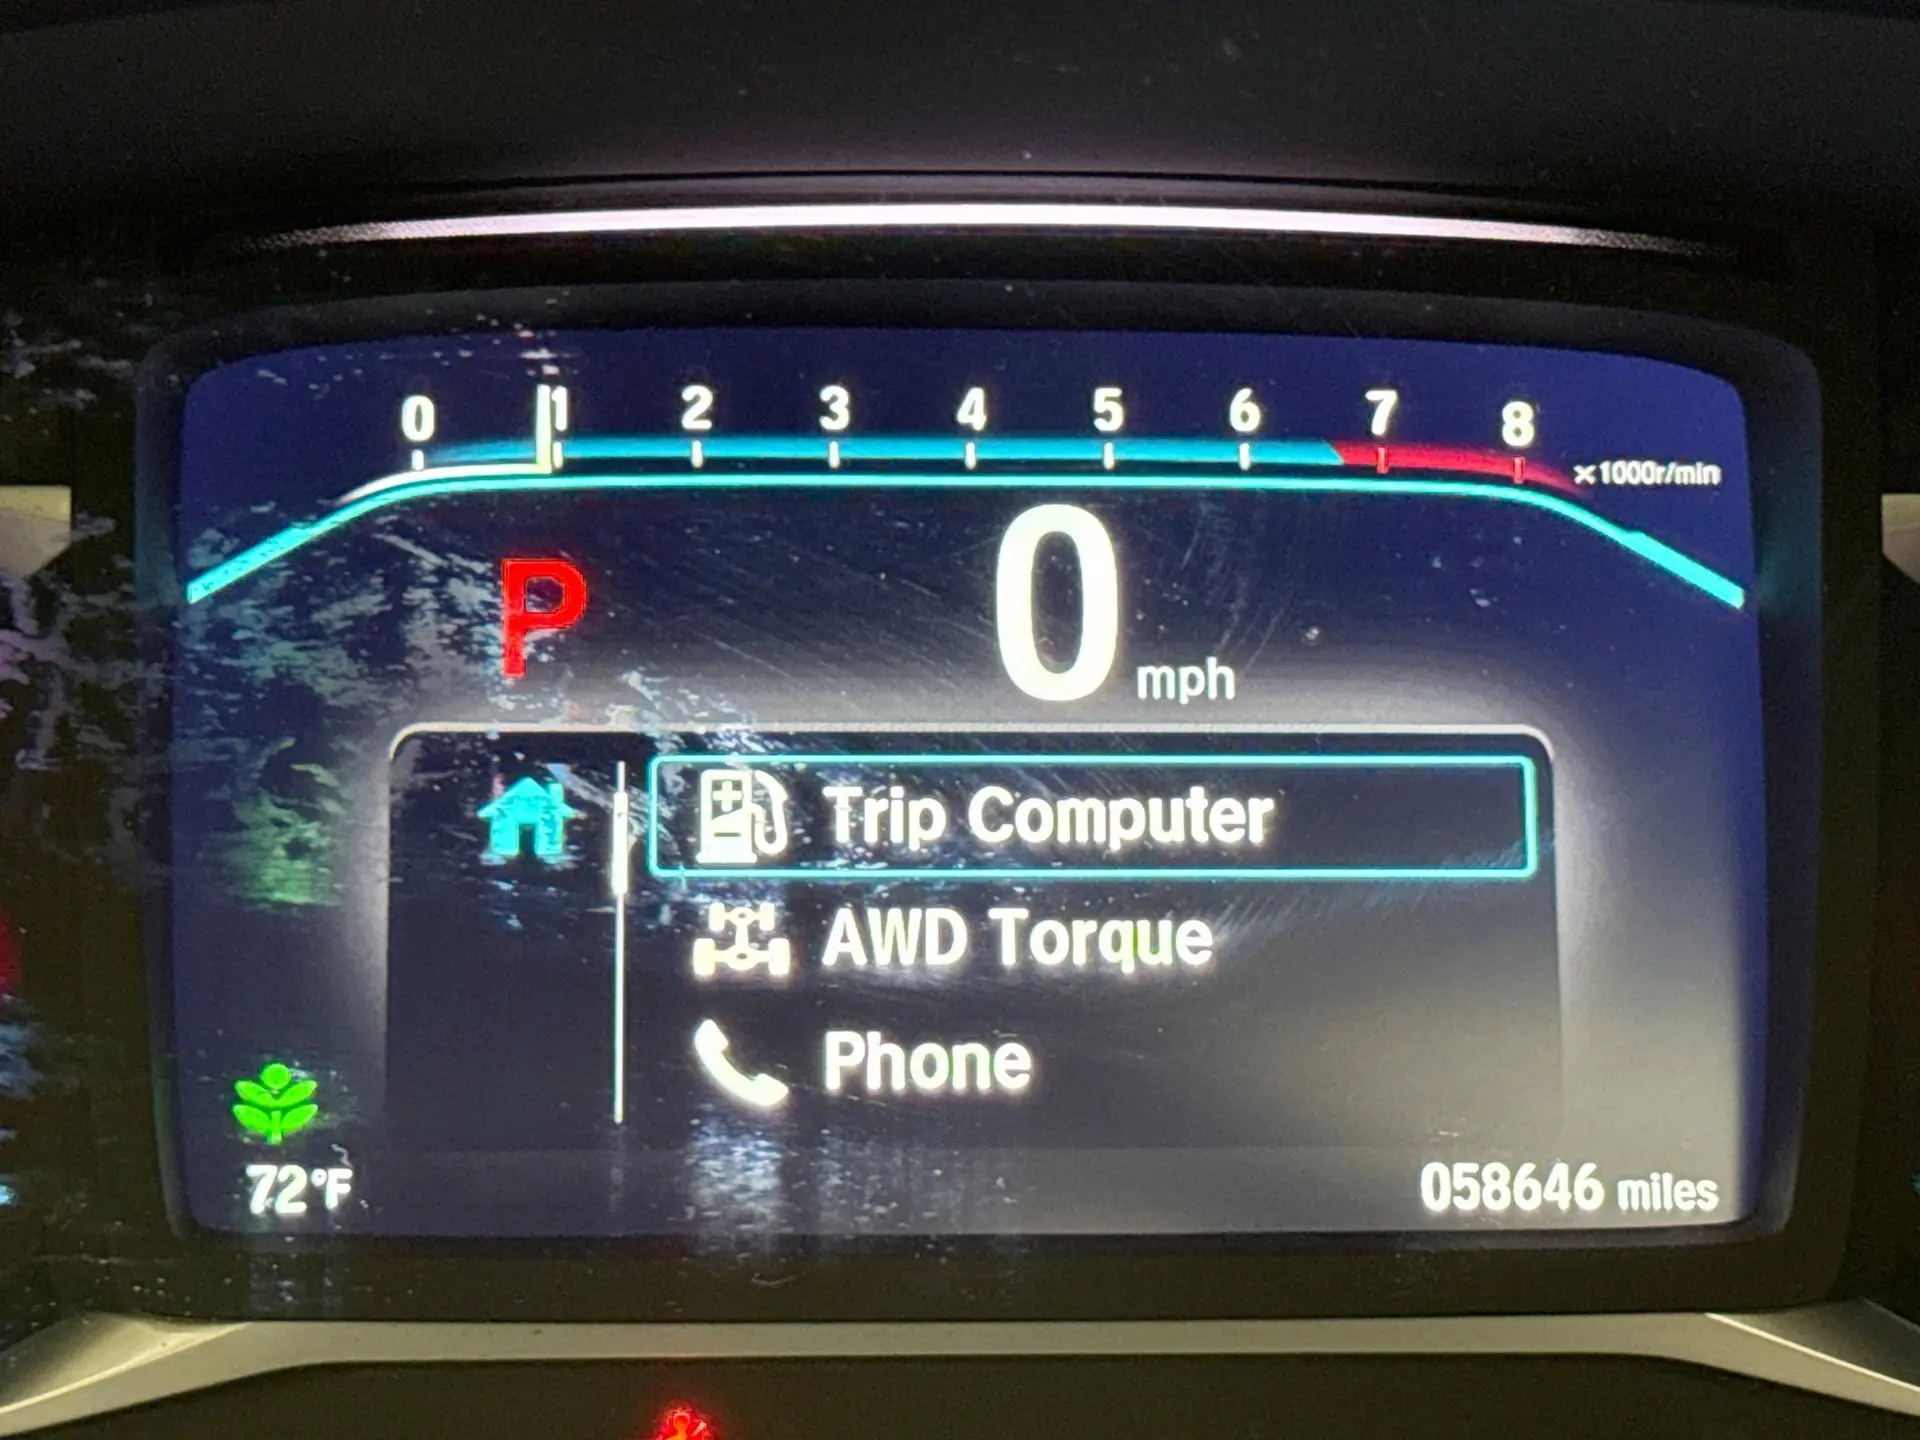 0 1 2 3 4 5 6 7 8
x1000r/min
P
0 mph
Trip Computer
AWD Torque
Phone
72°F
058646 miles